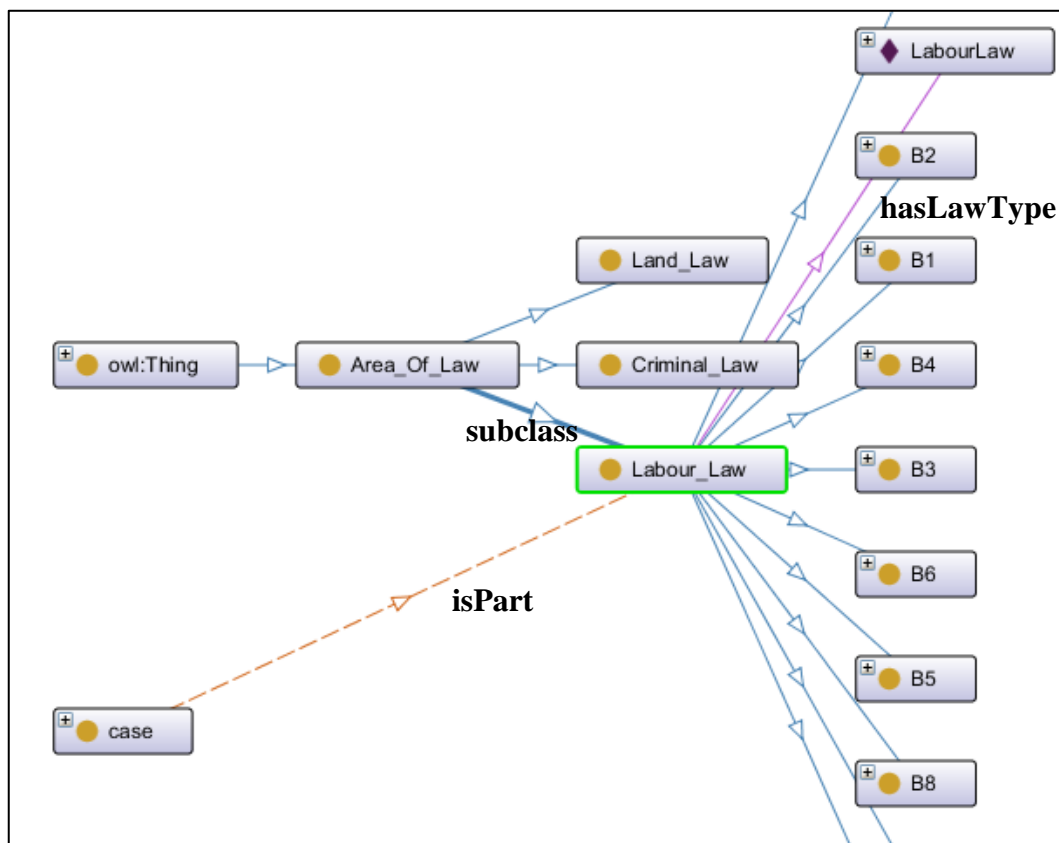 LabourLaw
B2
hasLawType
Land_Law
B1
owl:Thing
Area_Of_Law
Criminal_Law
B4
subclass
Labour_Law
B3
B6
isPart
B5
case
B8